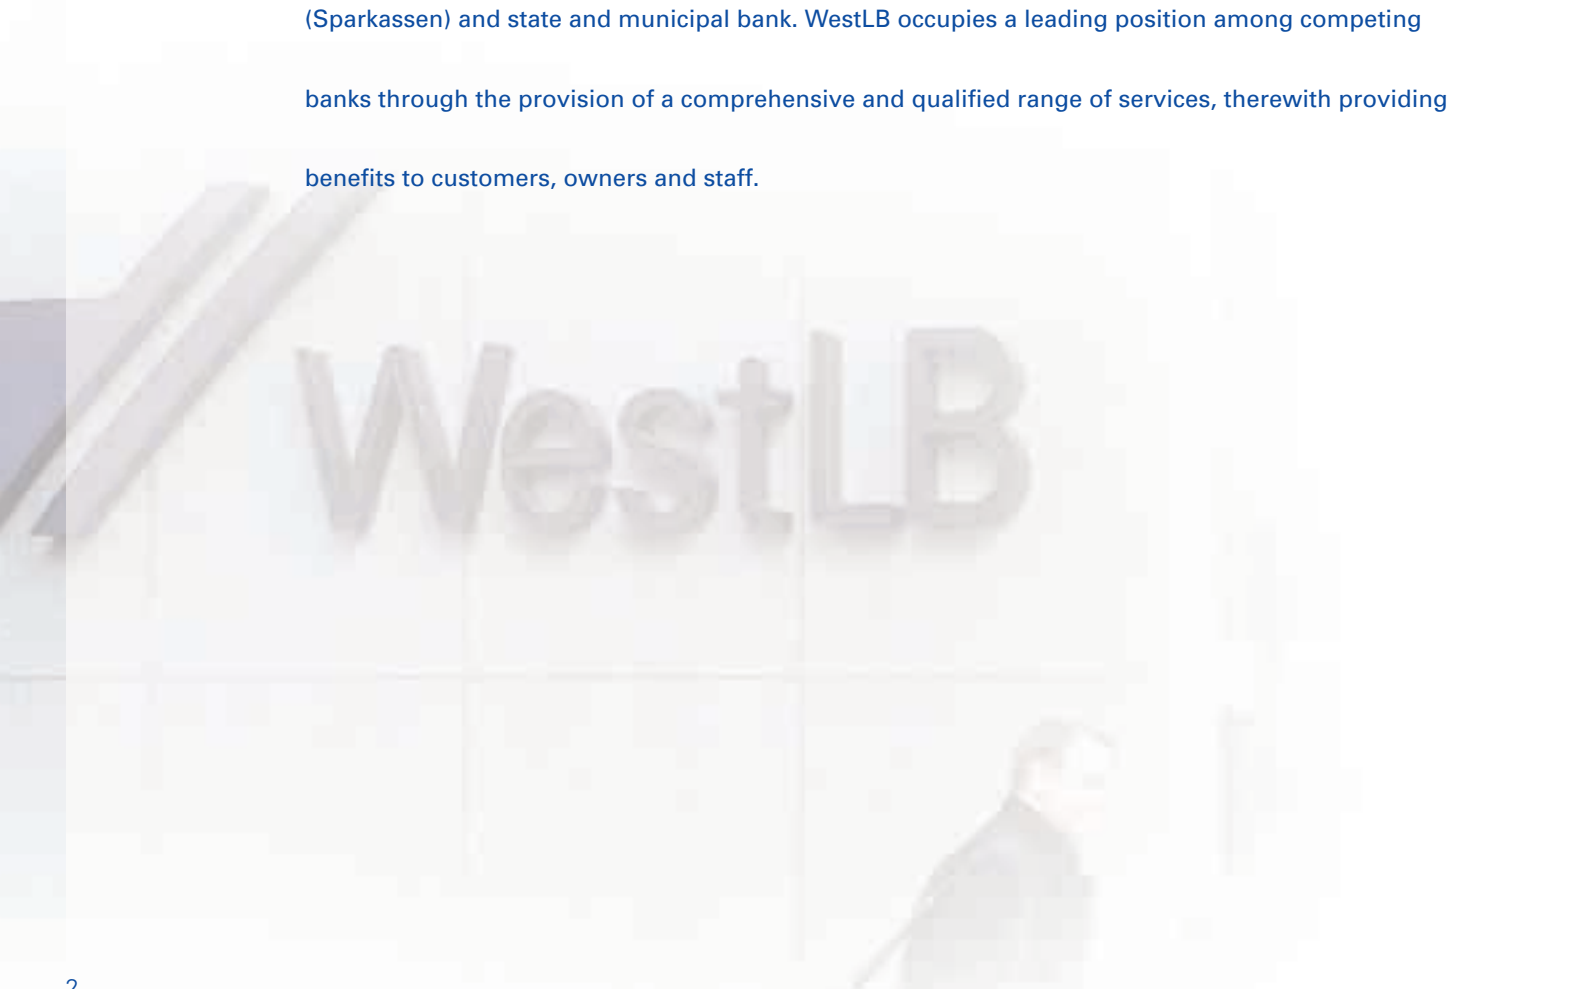 (Sparkassen) and state and municipal bank. WestLB occupies a leading position among competing
banks through the provision of a comprehensive and qualified range of services, therewith providing
benefits to customers, owners and staff.
WestLB
2